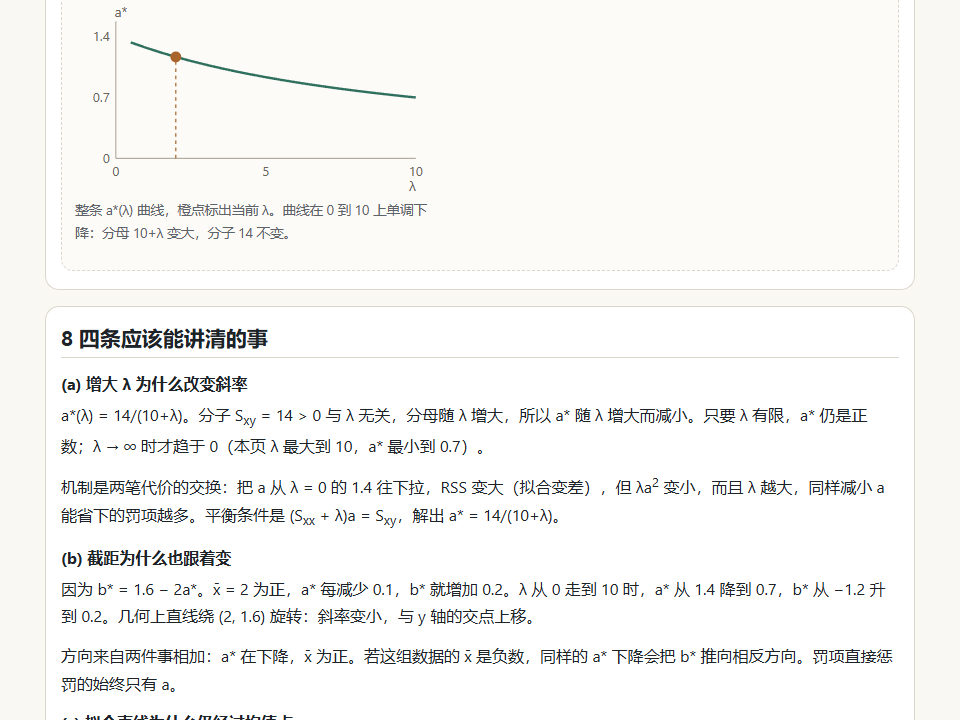 a*
1.4
0.7
0
0 5 10
λ
整条 a*(λ) 曲线，橙点标出当前 λ。曲线在 0 到 10 上单调下
降：分母 10+λ 变大，分子 14 不变。
8 四条应该能讲清的事
(a) 增大 λ 为什么改变斜率
a*(λ) = 14/(10+λ)。分子 Sxy = 14 > 0 与 λ 无关，分母随 λ 增大，所以 a* 随 λ 增大而减小。只要 λ 有限，a* 仍是正
数；λ → ∞ 时才趋于 0（本页 λ 最大到 10，a* 最小到 0.7）。
机制是两笔代价的交换：把 a 从 λ = 0 的 1.4 往下拉，RSS 变大（拟合变差），但 λa² 变小，而且 λ 越大，同样减小 a
能省下的罚项越多。平衡条件是 (Sxx + λ)a = Sxy，解出 a* = 14/(10+λ)。
(b) 截距为什么也跟着变
因为 b* = 1.6 − 2a*。x̄ = 2 为正，a* 每减少 0.1，b* 就增加 0.2。λ 从 0 走到 10 时，a* 从 1.4 降到 0.7，b* 从 −1.2 升
到 0.2。几何上直线绕 (2, 1.6) 旋转：斜率变小，与 y 轴的交点上移。
方向来自两件事相加：a* 在下降，x̄ 为正。若这组数据的 x̄ 是负数，同样的 a* 下降会把 b* 推向相反方向。罚项直接惩
罚的始终只有 a。